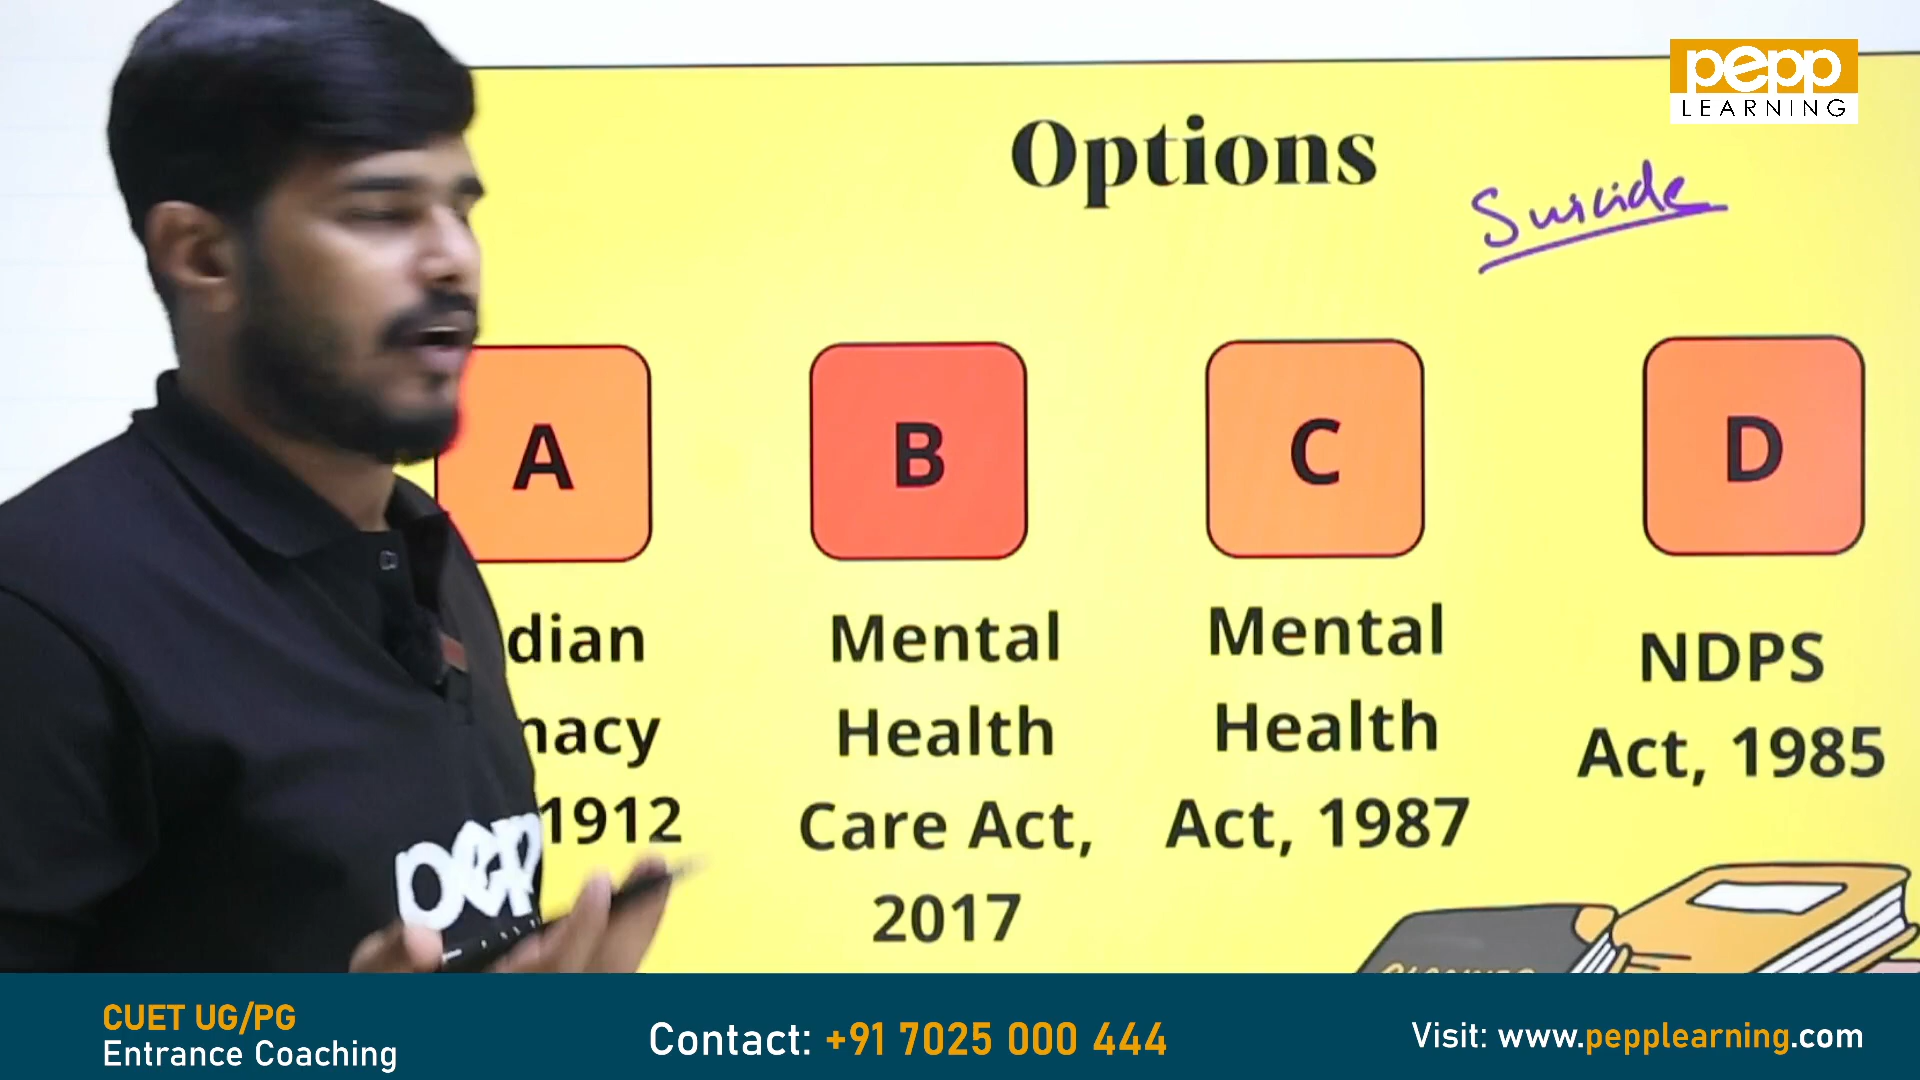 pepp
LEARNING
Options
Suicide
A
B
C
D
dian
nacy
1912
Mental
Health
Care Act,
2017
Mental
Health
Act, 1987
NDPS
Act, 1985
pep
CUET UG/PG
Entrance Coaching
Contact: +91 7025 000 444
Visit: www.pepplearning.com